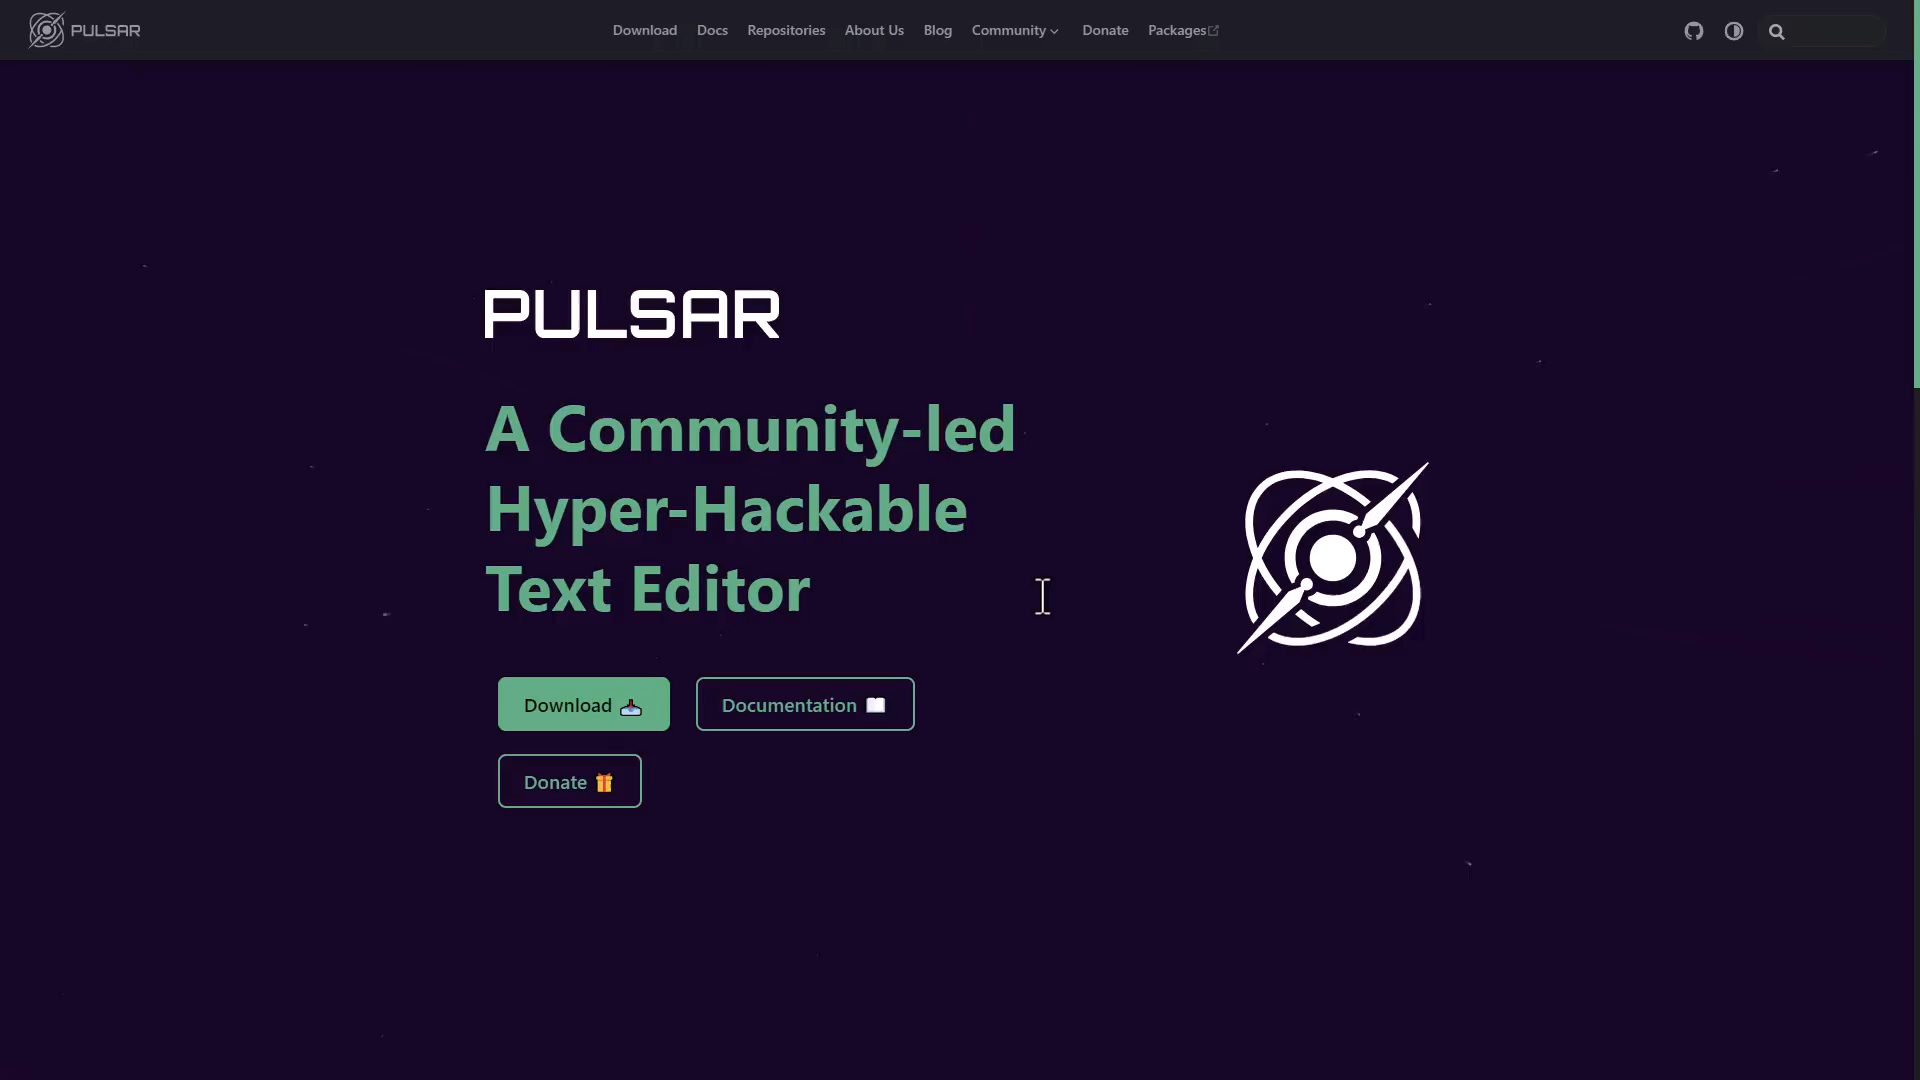 PULSAR
Download Docs Repositories About Us Blog Community Donate Packages
PULSAR
A Community-led
Hyper-Hackable
Text Editor
Download
Documentation
Donate